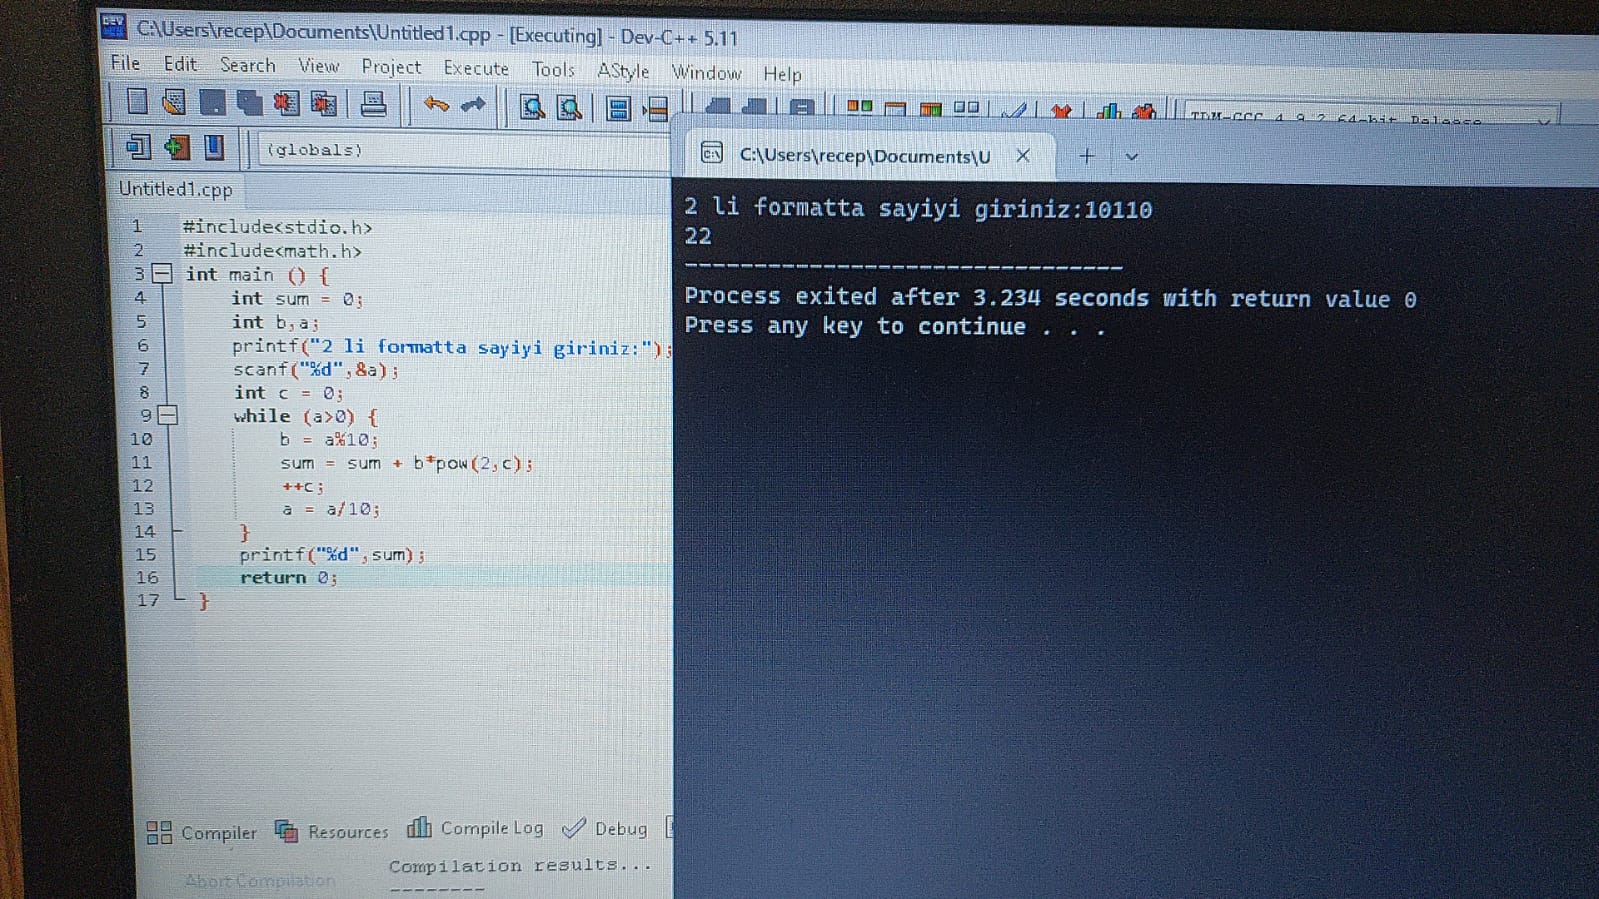 C:\Users\recep\Documents\Untitled1.cpp - [Executing] - Dev-C++ 5.11
File Edit Search View Project Execute Tools AStyle Window Help
TDM-GCC 4.9.2 64-bit Release
(globals)
C:\Users\recep\Documents\U
Untitled1.cpp
1 #include<stdio.h>
2 #include<math.h>
3 int main () {
4 int sum = 0;
5 int b,a;
6 printf("2 li formatta sayiyi giriniz:");
7 scanf("%d",&a);
8 int c = 0;
9 while (a>0) {
10 b = a%10;
11 sum = sum + b*pow(2,c);
12 ++c;
13 a = a/10;
14 }
15 printf("%d",sum);
16 return 0;
17 }
2 li formatta sayiyi giriniz:10110
22
--------------------------------
Process exited after 3.234 seconds with return value 0
Press any key to continue . . .
Compiler Resources Compile Log Debug
Abort Compilation
Compilation results...
--------